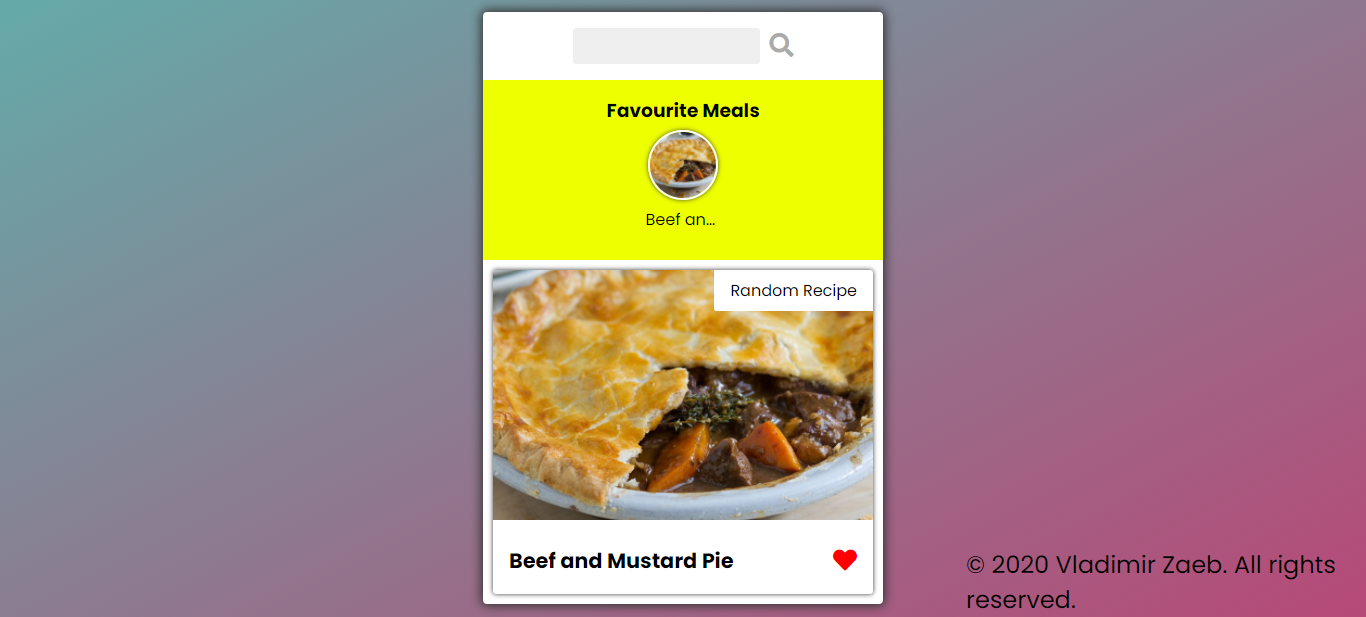 Favourite Meals
Beef an...
Random Recipe
Beef and Mustard Pie
© 2020 Vladimir Zaeb. All rights
reserved.